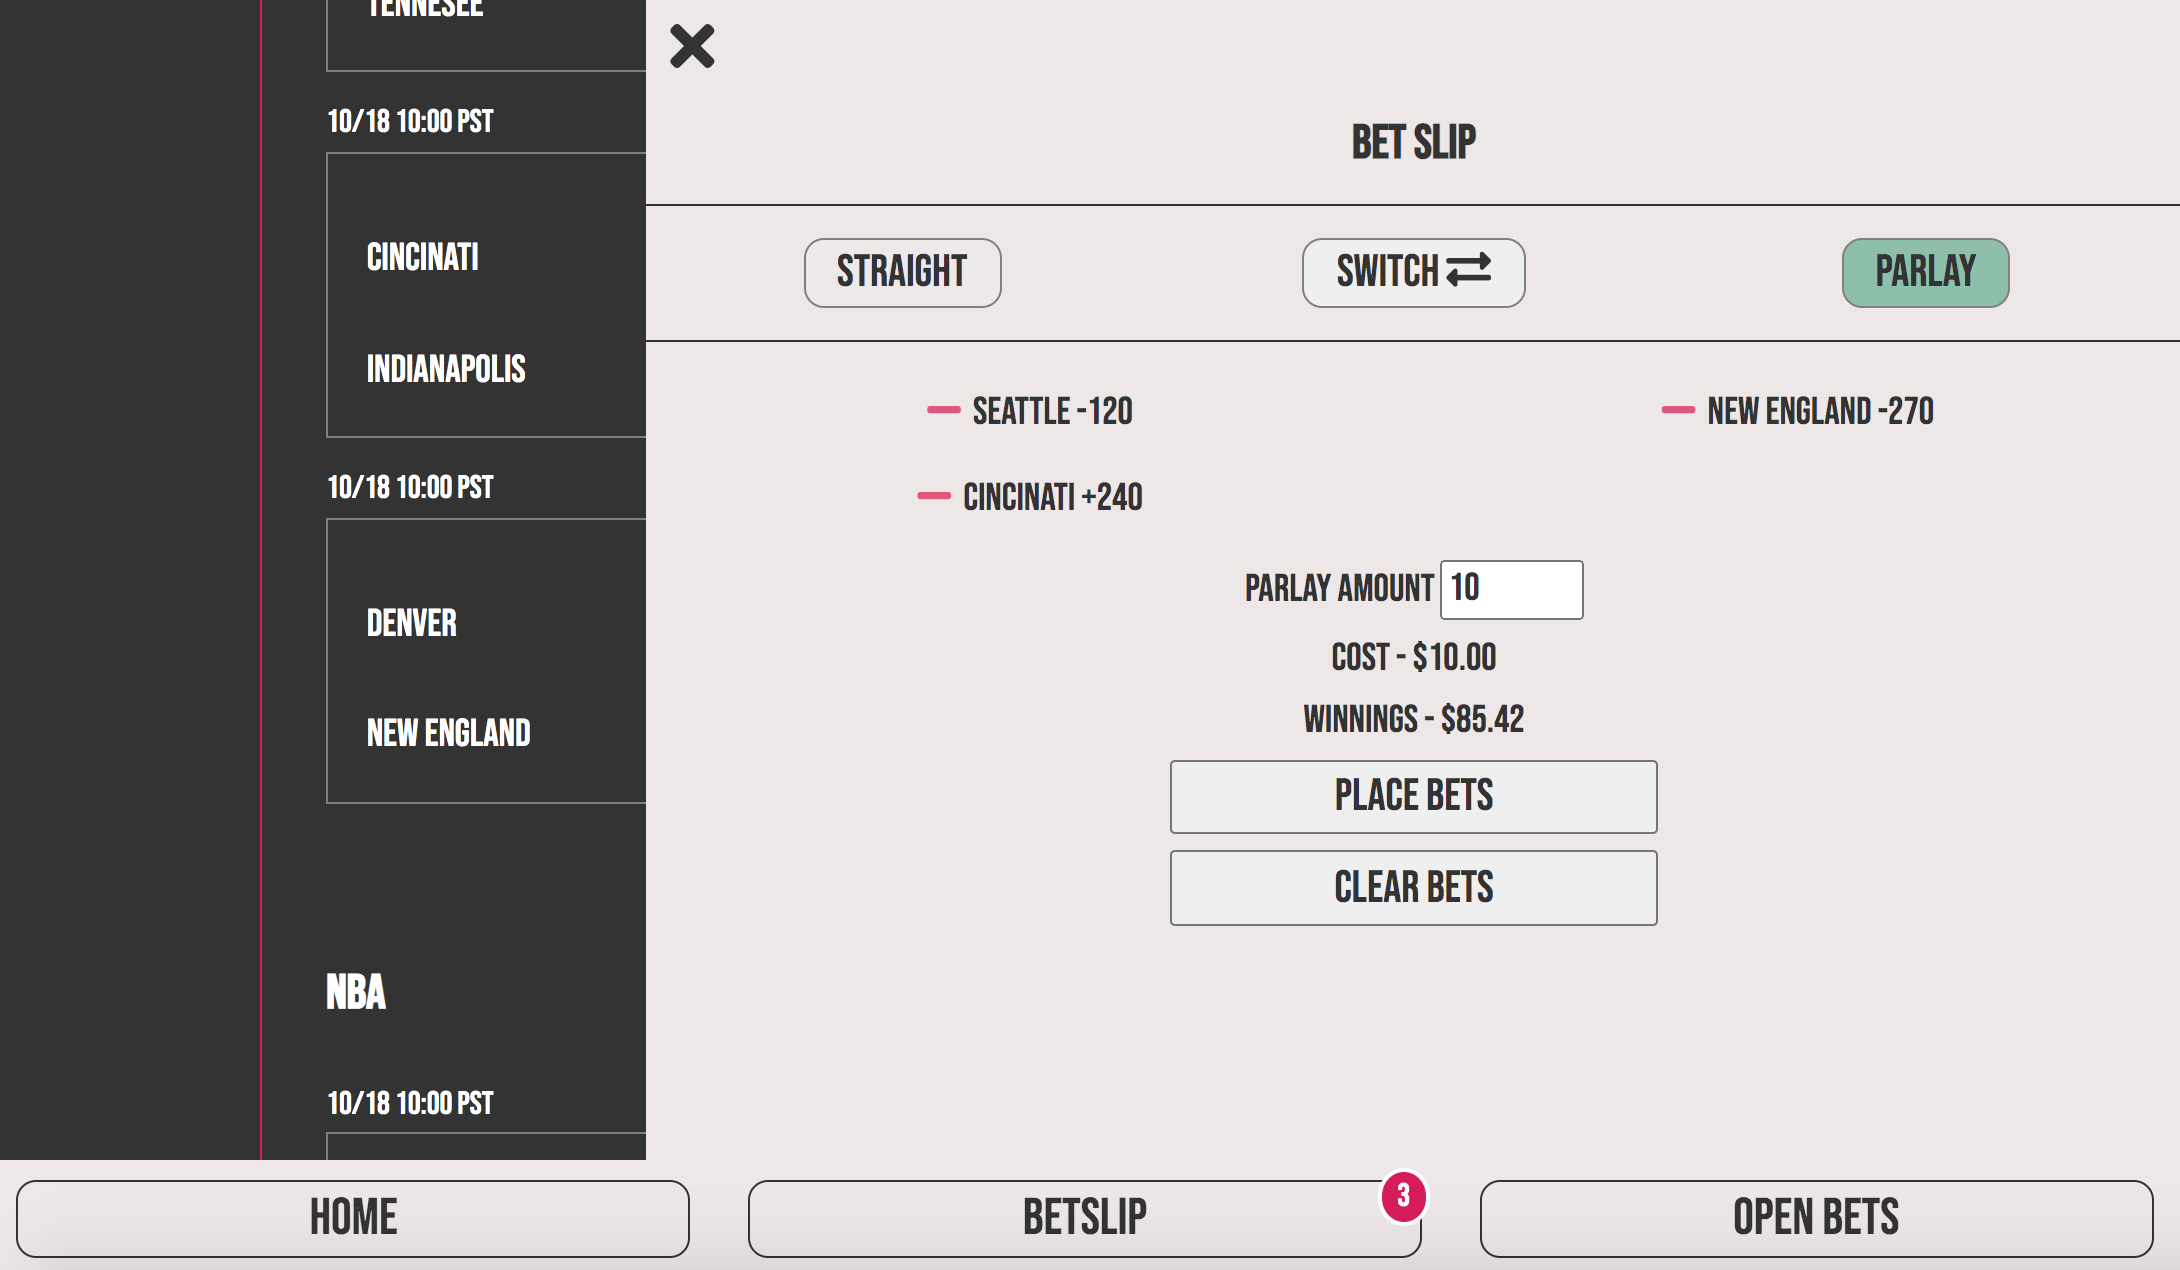 TENNESEE
10/18 10:00 PST
CINCINATI
INDIANAPOLIS
10/18 10:00 PST
DENVER
NEW ENGLAND
NBA
10/18 10:00 PST
BET SLIP
STRAIGHT
SWITCH
PARLAY
SEATTLE -120
NEW ENGLAND -270
CINCINATI +240
PARLAY AMOUNT 10
COST - $10.00
WINNINGS - $85.42
PLACE BETS
CLEAR BETS
HOME
BETSLIP
3
OPEN BETS